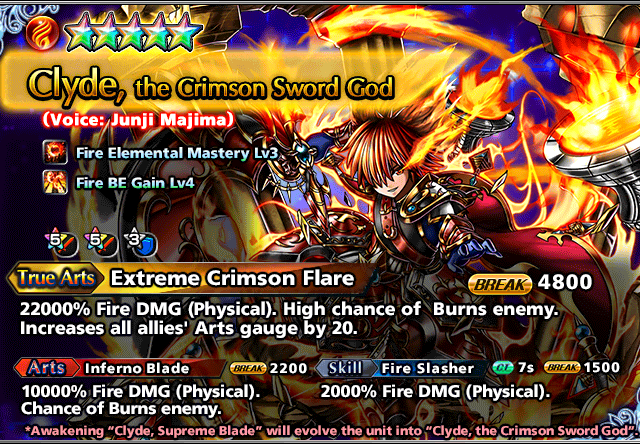 Clyde, the Crimson Sword God
(Voice: Junji Majima)
Fire Elemental Mastery Lv3
Fire BE Gain Lv4
5 5 3
True Arts Extreme Crimson Flare BREAK 4800
22000% Fire DMG (Physical). High chance of Burns enemy.
Increases all allies' Arts gauge by 20.
Arts Inferno Blade BREAK 2200 Skill Fire Slasher CT 7s BREAK 1500
10000% Fire DMG (Physical). 2000% Fire DMG (Physical).
Chance of Burns enemy.
*Awakening "Clyde, Supreme Blade" will evolve the unit into "Clyde, the Crimson Sword God"